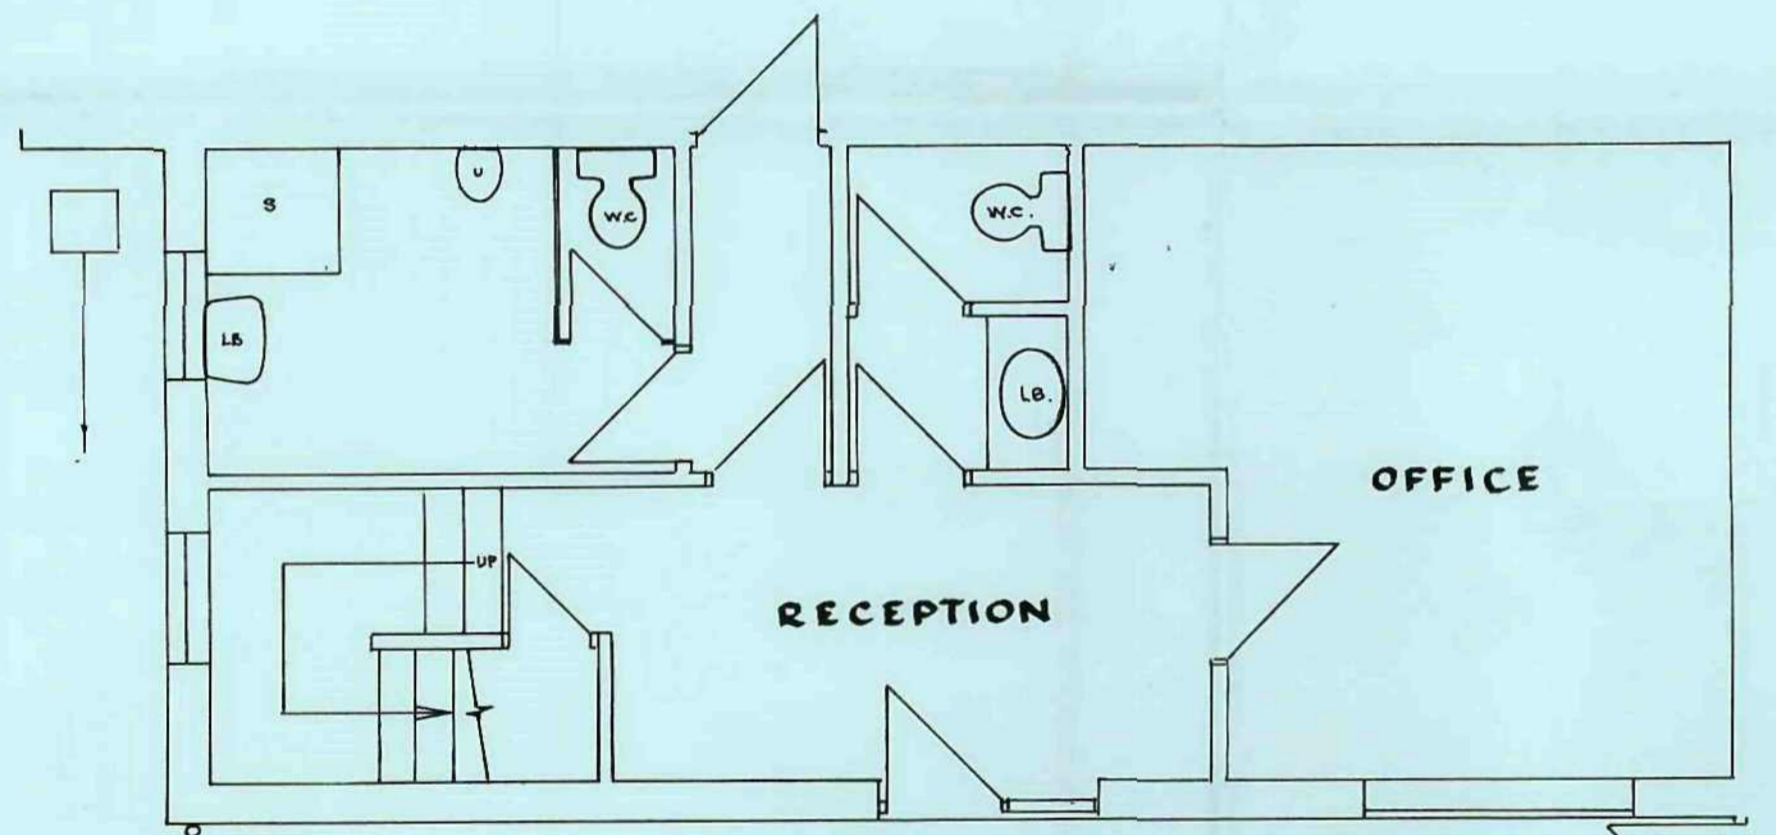 U
S
W.C
W.C.
LB
LB.
OFFICE
UP
RECEPTION